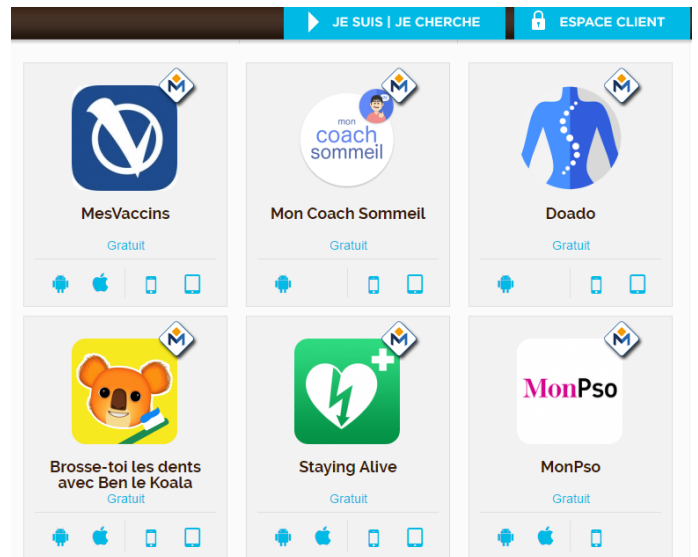 JE SUIS | JE CHERCHE
ESPACE CLIENT
mon
coach
sommeil
MonPso
MesVaccins
Gratuit
Mon Coach Sommeil
Gratuit
Doado
Gratuit
Brosse-toi les dents
avec Ben le Koala
Gratuit
Staying Alive
Gratuit
MonPso
Gratuit